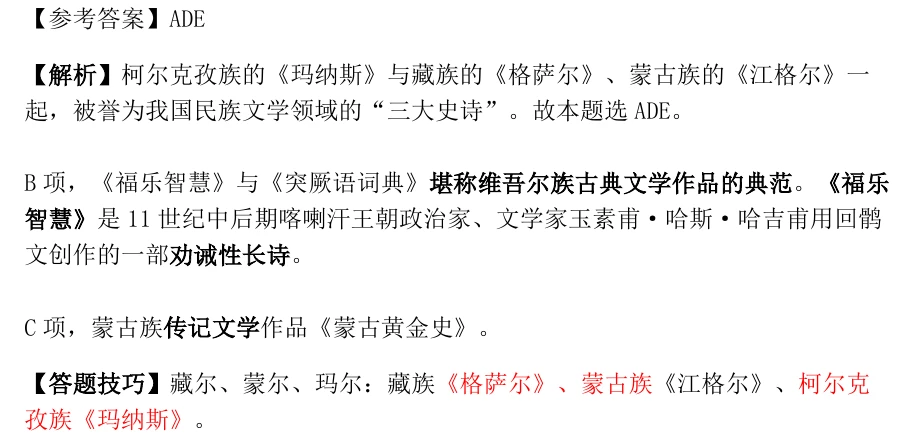 【参考答案】ADE
【解析】柯尔克孜族的《玛纳斯》与藏族的《格萨尔》、蒙古族的《江格尔》一
起，被誉为我国民族文学领域的“三大史诗”。故本题选 ADE。
B 项，《福乐智慧》与《突厥语词典》堪称维吾尔族古典文学作品的典范。《福乐
智慧》是 11 世纪中后期喀喇汗王朝政治家、文学家玉素甫·哈斯·哈吉甫用回鹘
文创作的一部劝诫性长诗。
C 项，蒙古族传记文学作品《蒙古黄金史》。
【答题技巧】藏尔、蒙尔、玛尔：藏族《格萨尔》、蒙古族《江格尔》、柯尔克
孜族《玛纳斯》。